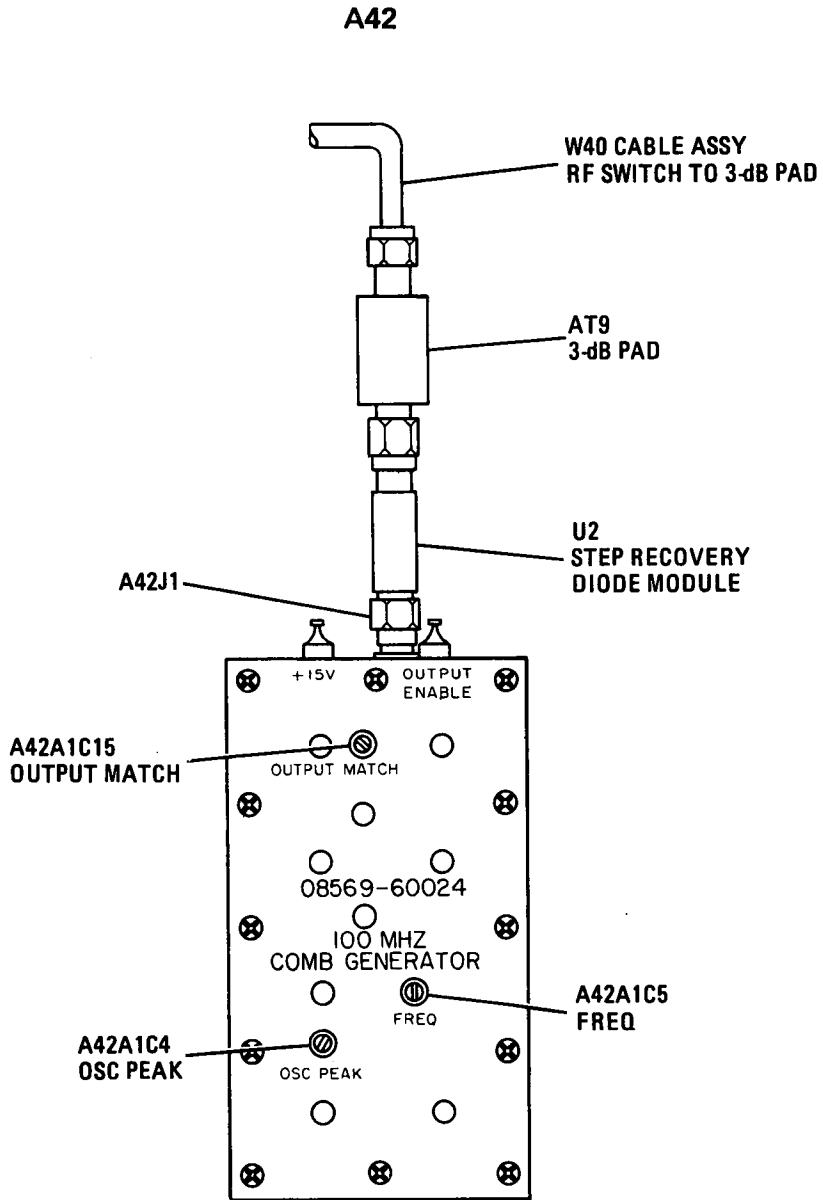 A42
W40 CABLE ASSY
RF SWITCH TO 3-dB PAD
AT9
3-dB PAD
U2
STEP RECOVERY
DIODE MODULE
A42J1
+15V
OUTPUT
ENABLE
A42A1C15
OUTPUT MATCH
OUTPUT MATCH
08569-60024
100 MHZ
COMB GENERATOR
A42A1C5
FREQ
FREQ
A42A1C4
OSC PEAK
OSC PEAK